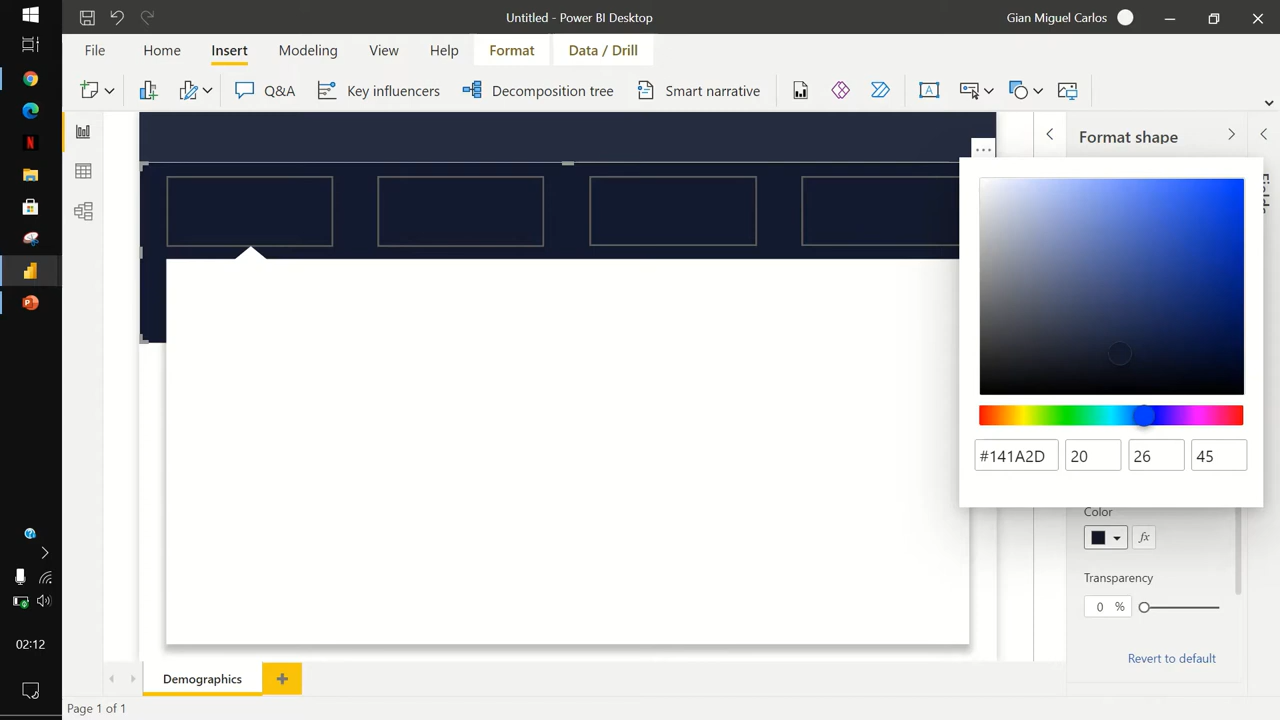 Untitled - Power BI Desktop
Gian Miguel Carlos
File Home Insert Modeling View Help Format Data / Drill
Q&A Key influencers Decomposition tree Smart narrative
Format shape
#141A2D 20 26 45
Color
fx
Transparency
0 %
Revert to default
02:12
Demographics
Page 1 of 1